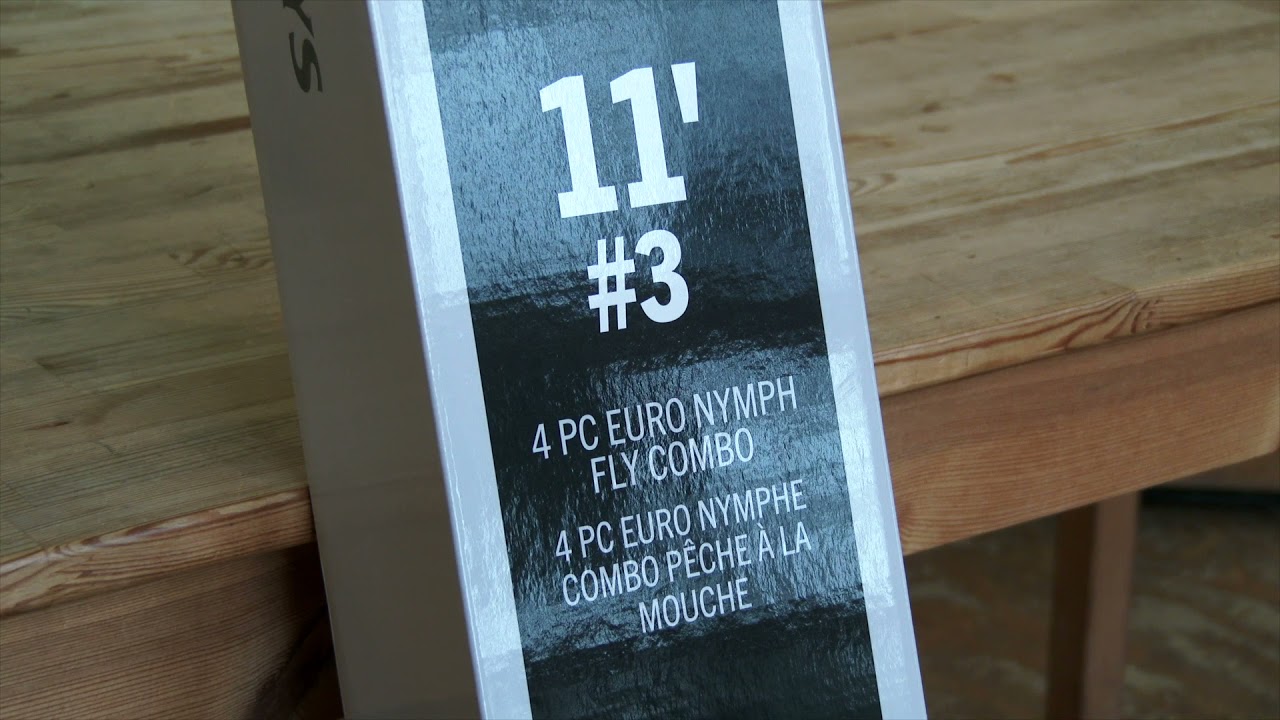 11'
#3
4 PC EURO NYMPH
FLY COMBO
4 PC EURO NYMPHE
COMBO PÊCHE À LA
MOUCHE